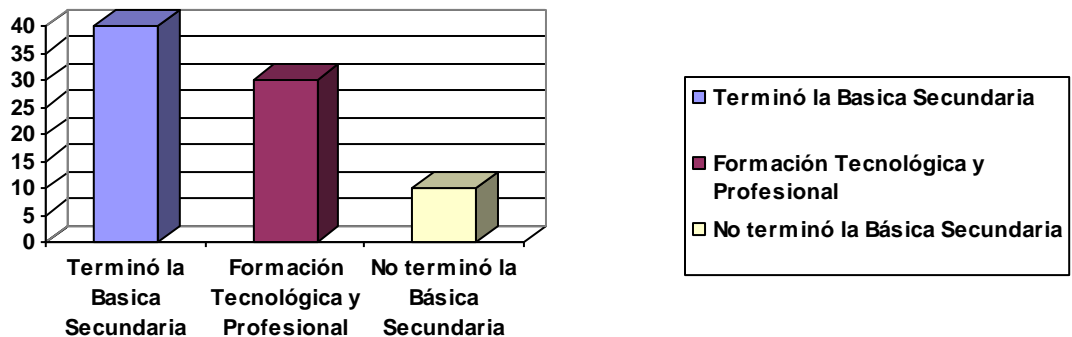 40
35
30
25
20
15
10
5
0
Terminó la
Basica
Secundaria
Formación
Tecnológica y
Profesional
No terminó la
Básica
Secundaria
Terminó la Basica Secundaria
Formación Tecnológica y
Profesional
No terminó la Básica Secundaria